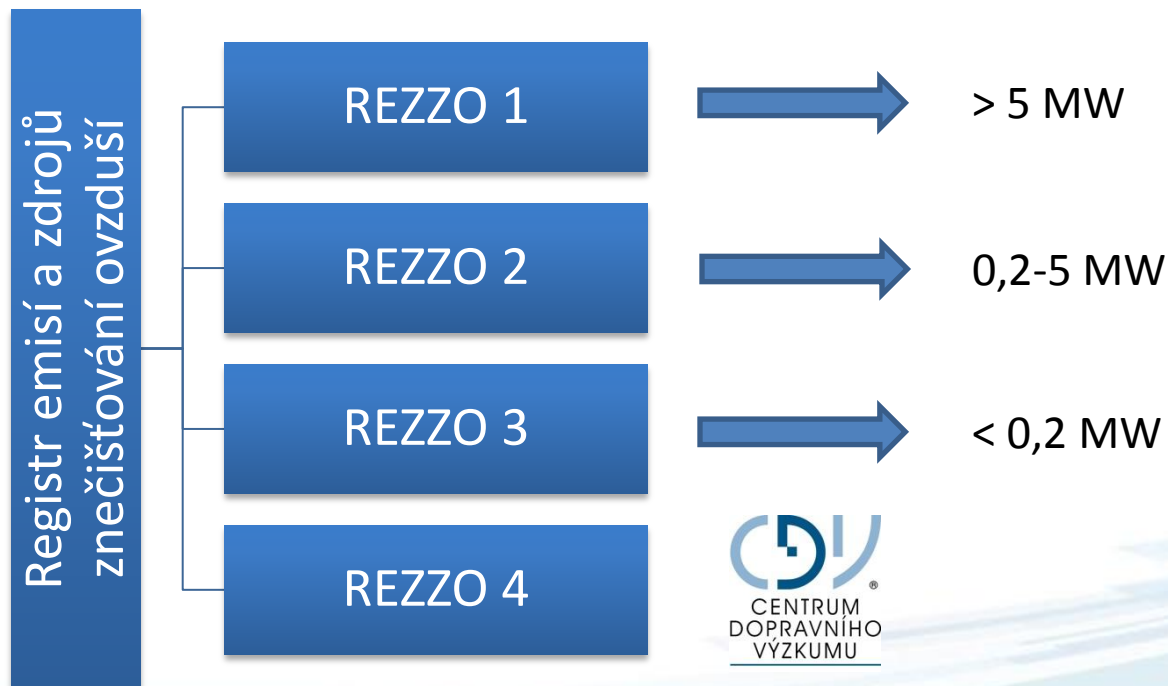 Registr emisí a zdrojů
znečišťování ovzduší
REZZO 1
> 5 MW
REZZO 2
0,2-5 MW
REZZO 3
< 0,2 MW
REZZO 4
CDV
®
CENTRUM
DOPRAVNÍHO
VÝZKUMU